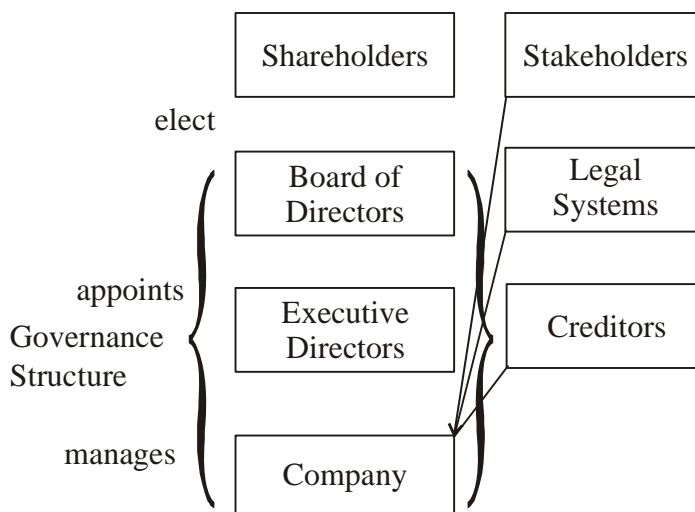 Shareholders
Stakeholders
elect
Board of
Directors
Legal
Systems
appoints
Governance
Structure
Executive
Directors
Creditors
manages
Company